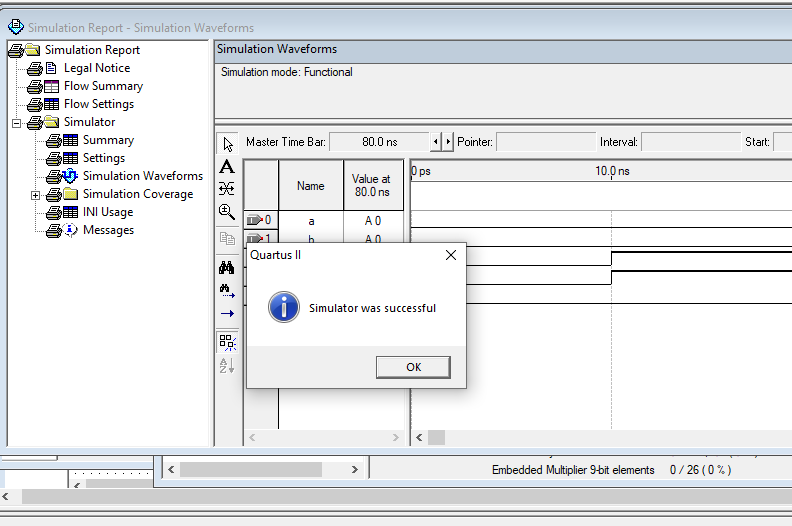 Simulation Report - Simulation Waveforms
Simulation Report
Legal Notice
Flow Summary
Flow Settings
Simulator
Summary
Settings
Simulation Waveforms
Simulation Coverage
INI Usage
Messages
Simulation Waveforms
Simulation mode: Functional
Master Time Bar: 80.0 ns Pointer: Interval: Start:
A
Name
Value at
80.0 ns
0 ps 10.0 ns
0 a A 0
1 b A 0
A
Z
Quartus II
Simulator was successful
OK
Embedded Multiplier 9-bit elements 0 / 26 ( 0 % )